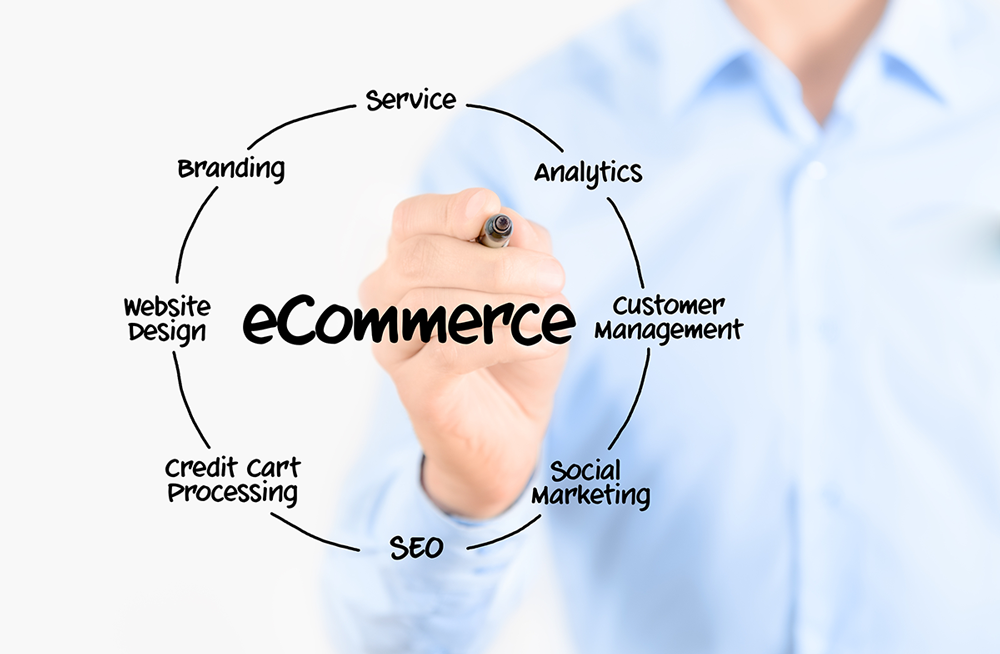 Service
Branding
Analytics
Website
Design
eCommerce
Customer
Management
Credit Cart
Processing
Social
Marketing
SEO